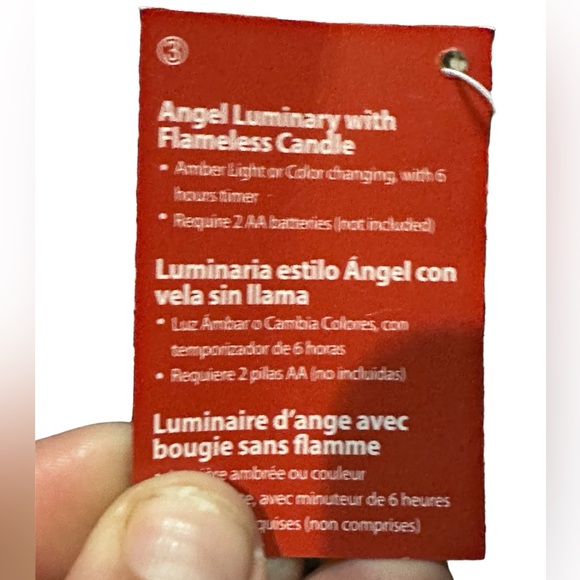 3
Angel Luminary with
Flameless Candle
• Amber Light or Color changing, with 6
hours timer
• Require 2 AA batteries (not included)
Luminaria estilo Ángel con
vela sin llama
• Luz Ámbar o Cambia Colores, con
temporizador de 6 horas
• Requiere 2 pilas AA (no incluidas)
Luminaire d'ange avec
bougie sans flamme
ambrée ou couleur
avec minuteur de 6 heures
(non comprises)